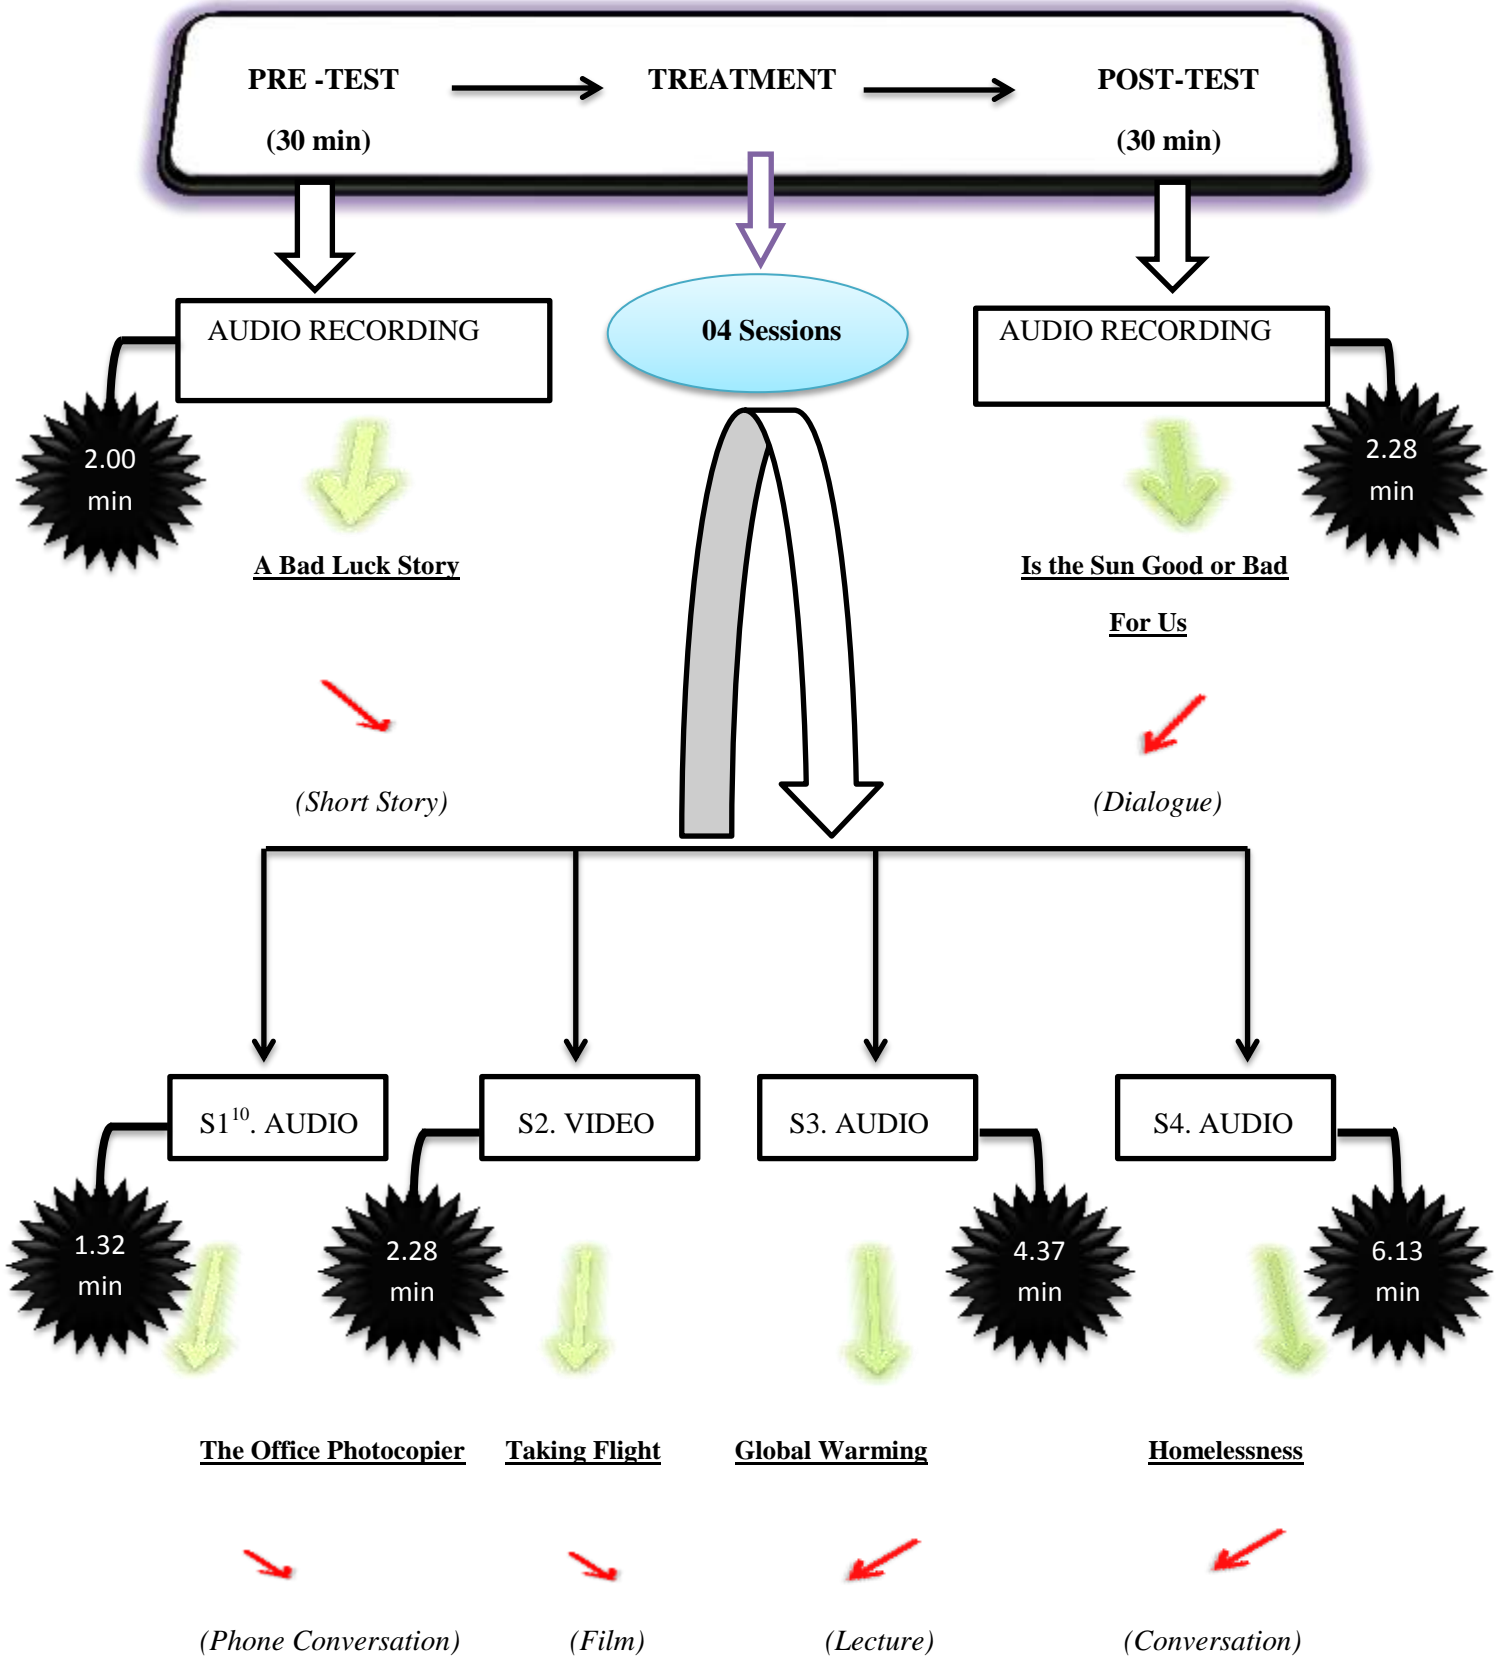 PRE -TEST
TREATMENT
POST-TEST
(30 min)
(30 min)
AUDIO RECORDING
04 Sessions
AUDIO RECORDING
2.00
min
2.28
min
A Bad Luck Story
Is the Sun Good or Bad
For Us
(Short Story)
(Dialogue)
S1¹⁰. AUDIO
S2. VIDEO
S3. AUDIO
S4. AUDIO
1.32
min
2.28
min
4.37
min
6.13
min
The Office Photocopier
Taking Flight
Global Warming
Homelessness
(Phone Conversation)
(Film)
(Lecture)
(Conversation)